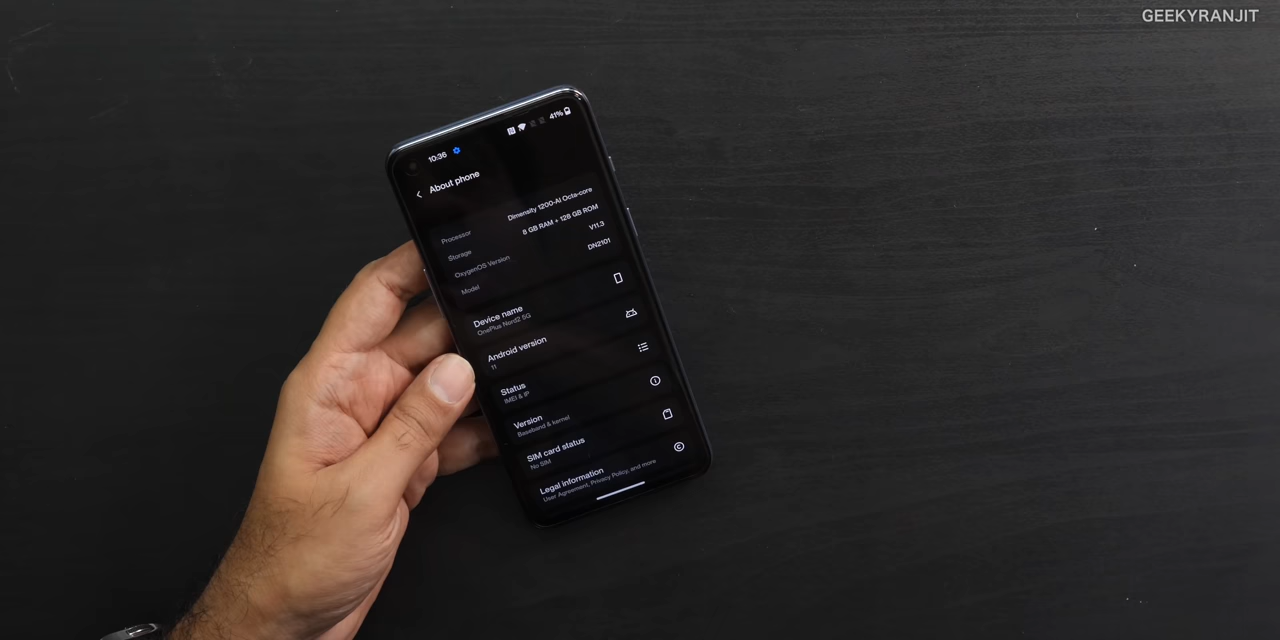 GEEKYRANJIT
10:36
41%
About phone
Processor
Dimensity 1200-AI Octa-core
Storage
8 GB RAM + 128 GB ROM
OxygenOS Version
V11.3
Model
DN2101
Device name
OnePlus Nord2 5G
Android version
11
Status
IMEI & IP
Version
Baseband & kernel
SIM card status
No SIM
Legal information
User Agreement, Privacy Policy, and more